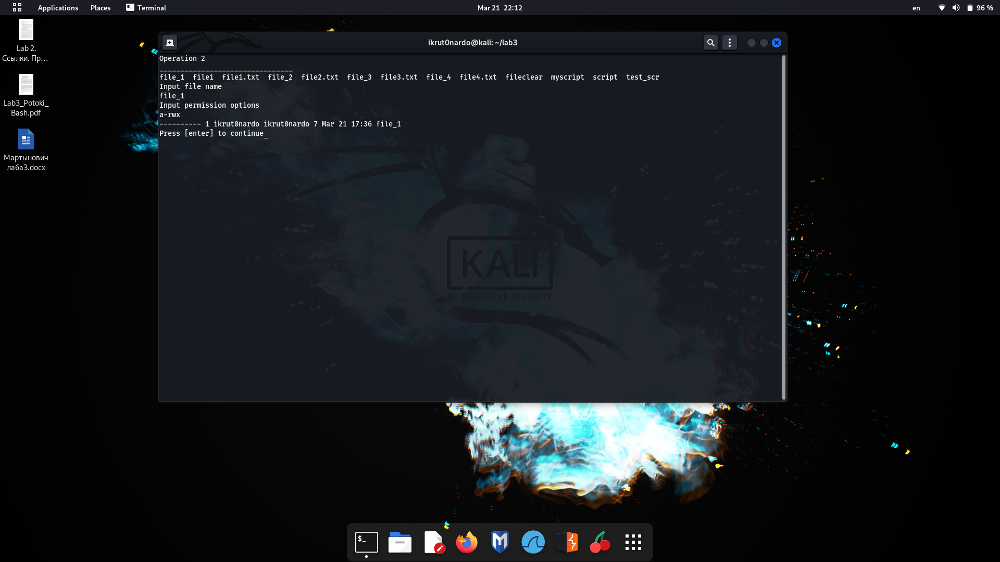 Applications Places Terminal Mar 21 22:12 en 96 %
Lab 2.
Ссылки. Пр…
Lab3_Potoki_
Bash.pdf
Мартынович
лаба3.docx
ikrut0nardo@kali: ~/lab3
Operation 2
________________________________
file_1 file1 file1.txt file_2 file2.txt file_3 file3.txt file_4 file4.txt fileclear myscript script test_scr
Input file name
file_1
Input permission options
a-rwx
---------- 1 ikrut0nardo ikrut0nardo 7 Mar 21 17:36 file_1
Press [enter] to continue_
KALI
BY OFFENSIVE SECURITY